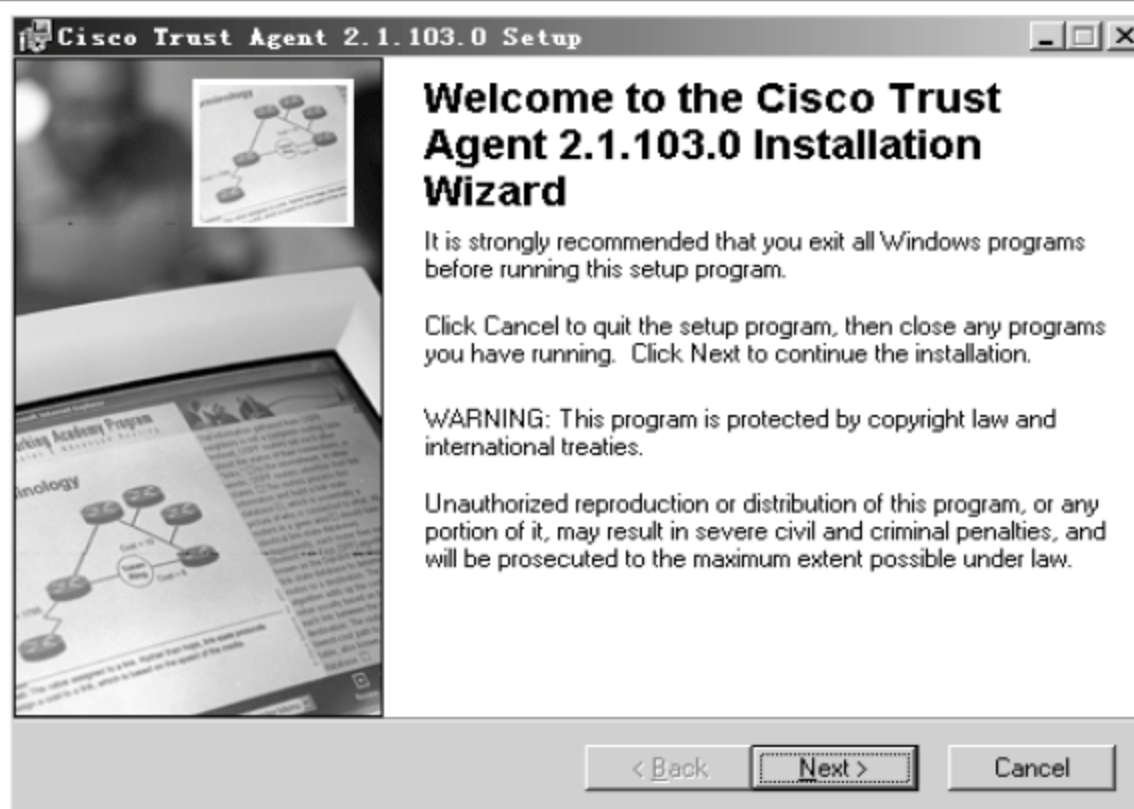 Cisco Trust Agent 2.1.103.0 Setup
Welcome to the Cisco Trust
Agent 2.1.103.0 Installation
Wizard
It is strongly recommended that you exit all Windows programs
before running this setup program.
Click Cancel to quit the setup program, then close any programs
you have running. Click Next to continue the installation.
WARNING: This program is protected by copyright law and
international treaties.
Unauthorized reproduction or distribution of this program, or any
portion of it, may result in severe civil and criminal penalties, and
will be prosecuted to the maximum extent possible under law.
rking Academy Program
inology
< Back
Next >
Cancel